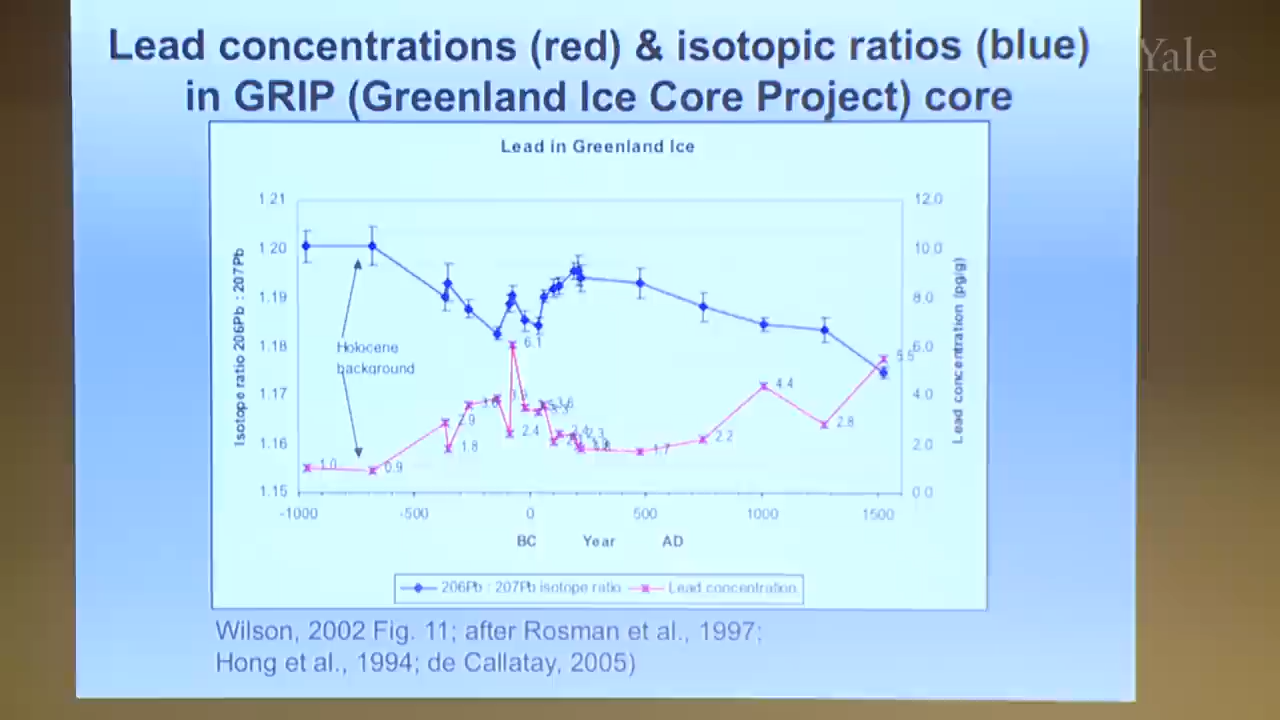 Lead concentrations (red) & isotopic ratios (blue)
in GRIP (Greenland Ice Core Project) core
Yale
Lead in Greenland Ice
1.21
1.20
1.19
1.18
1.17
1.16
1.15
Isotope ratio 206Pb : 207Pb
12.0
10.0
8.0
6.0
4.0
2.0
0.0
Lead concentration (pg/g)
Holocene
background
1.0
0.9
2.9
1.8
6.1
2.4
1.7
2.2
4.4
2.8
5.5
-1000
-500
0
500
1000
1500
BC Year AD
206Pb : 207Pb isotope ratio
Lead concentration
Wilson, 2002 Fig. 11; after Rosman et al., 1997;
Hong et al., 1994; de Callatay, 2005)